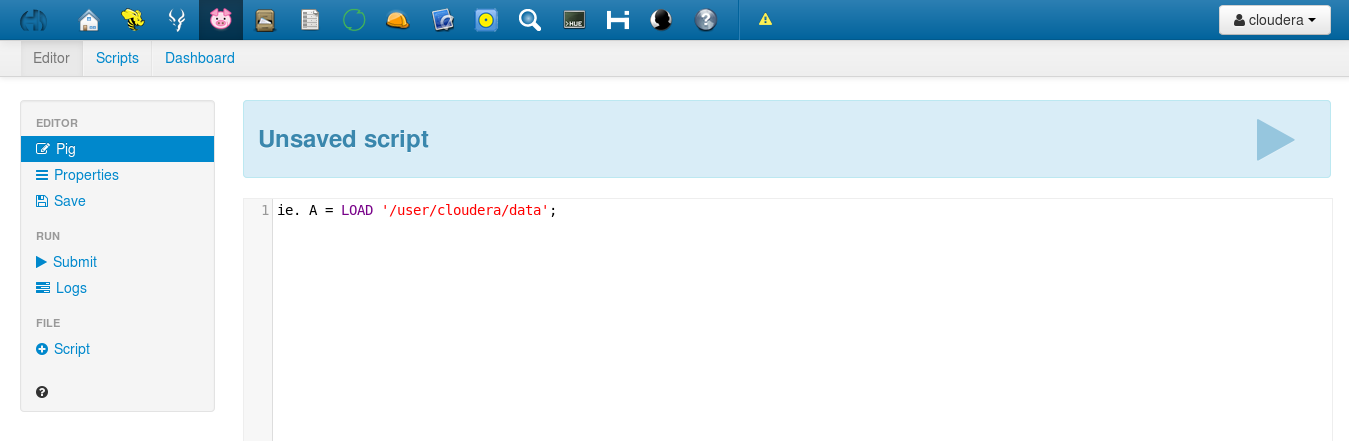 cloudera
Editor
Scripts
Dashboard
EDITOR
Pig
Properties
Save
RUN
Submit
Logs
FILE
Script
Unsaved script
1 ie. A = LOAD '/user/cloudera/data';
HUE